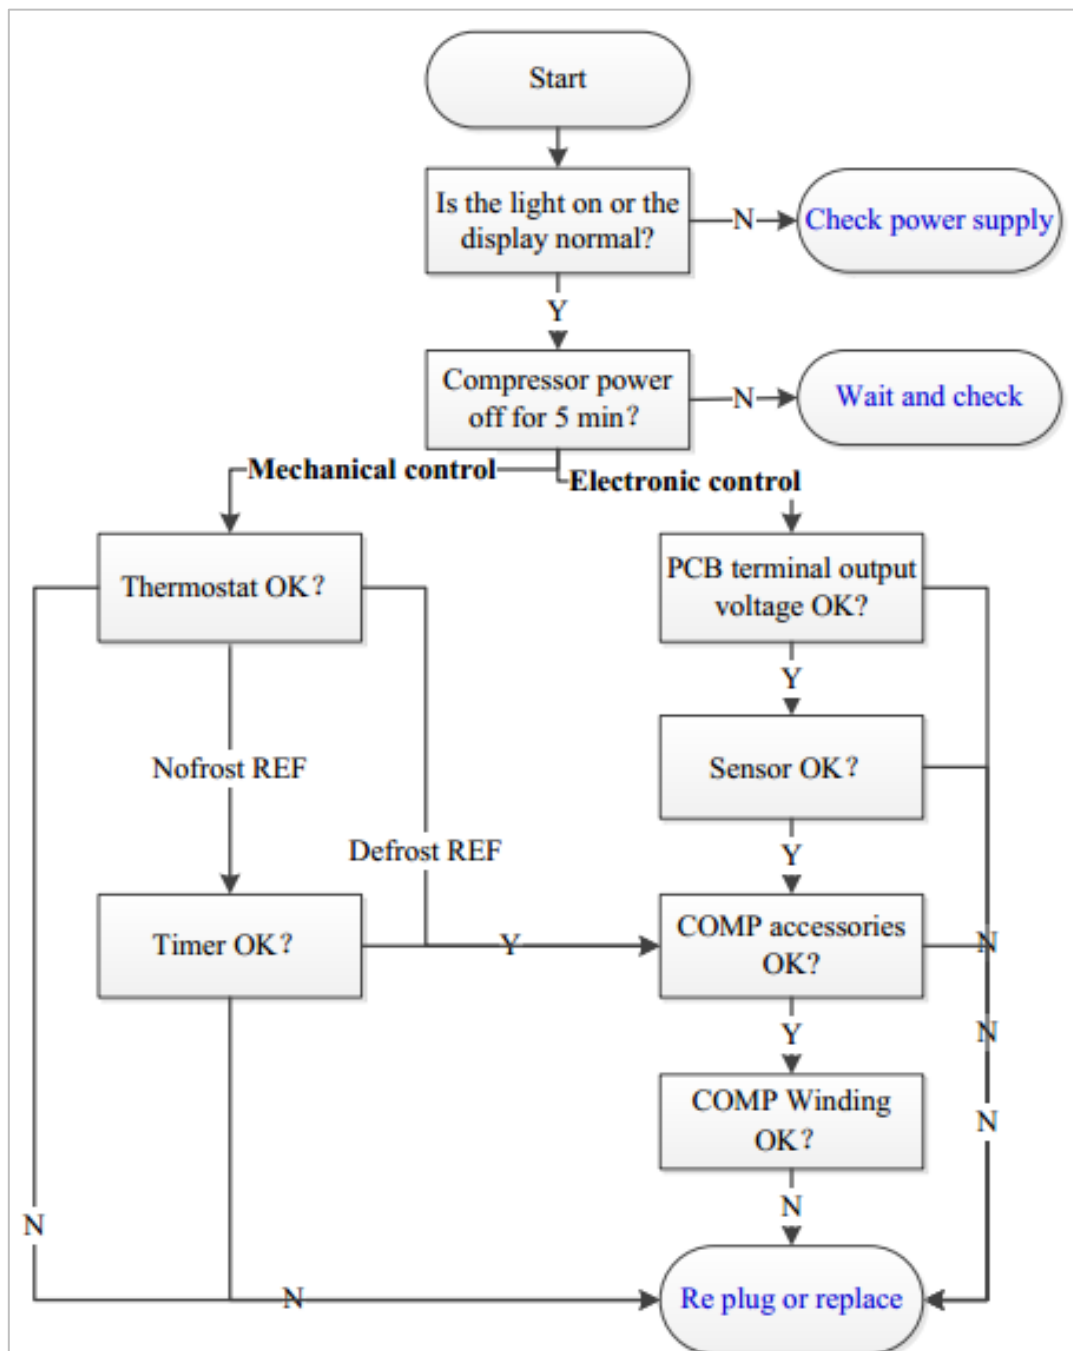 Start
Is the light on or the
display normal?
N
Check power supply
Y
Compressor power
off for 5 min?
N
Wait and check
Mechanical control
Electronic control
Thermostat OK?
PCB terminal output
voltage OK?
Y
Nofrost REF
Sensor OK?
Defrost REF
Y
Timer OK?
Y
COMP accessories
OK?
N
Y
N
COMP Winding
OK?
N
N
N
N
Re plug or replace